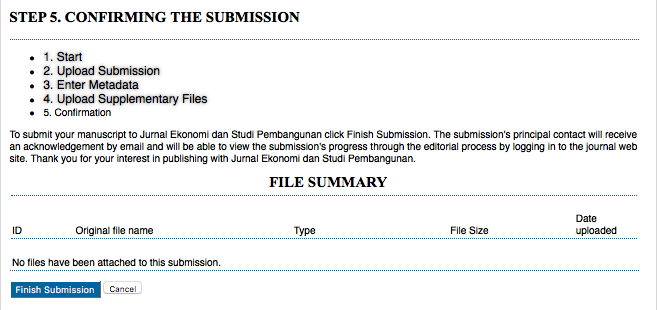 STEP 5. CONFIRMING THE SUBMISSION
1. Start
2. Upload Submission
3. Enter Metadata
4. Upload Supplementary Files
5. Confirmation
To submit your manuscript to Jurnal Ekonomi dan Studi Pembangunan click Finish Submission. The submission's principal contact will receive
an acknowledgement by email and will be able to view the submission's progress through the editorial process by logging in to the journal web
site. Thank you for your interest in publishing with Jurnal Ekonomi dan Studi Pembangunan.
FILE SUMMARY
ID Original file name Type File Size Date uploaded
No files have been attached to this submission.
Finish Submission Cancel